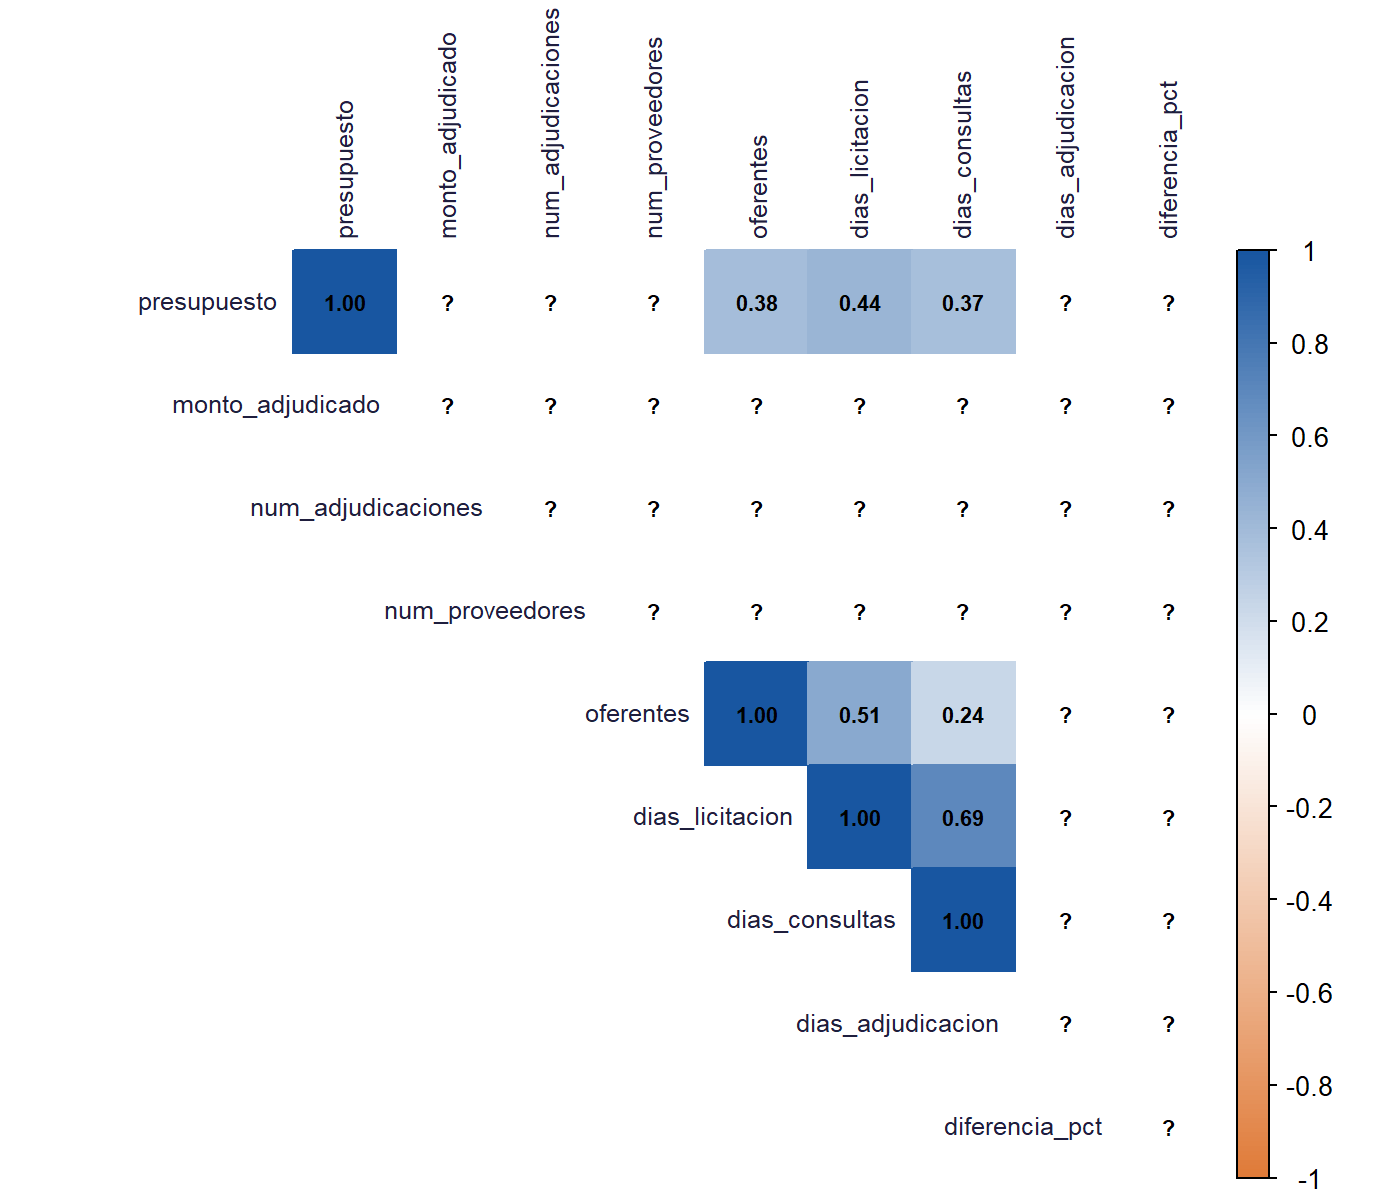 presupuesto
monto_adjudicado
num_adjudicaciones
num_proveedores
oferentes
dias_licitacion
dias_consultas
dias_adjudicacion
diferencia_pct
presupuesto 1.00 ? ? ? 0.38 0.44 0.37 ? ?
monto_adjudicado ? ? ? ? ? ? ? ?
num_adjudicaciones ? ? ? ? ? ? ?
num_proveedores ? ? ? ? ? ?
oferentes 1.00 0.51 0.24 ? ?
dias_licitacion 1.00 0.69 ? ?
dias_consultas 1.00 ? ?
dias_adjudicacion ? ?
diferencia_pct ?
1
0.8
0.6
0.4
0.2
0
-0.2
-0.4
-0.6
-0.8
-1